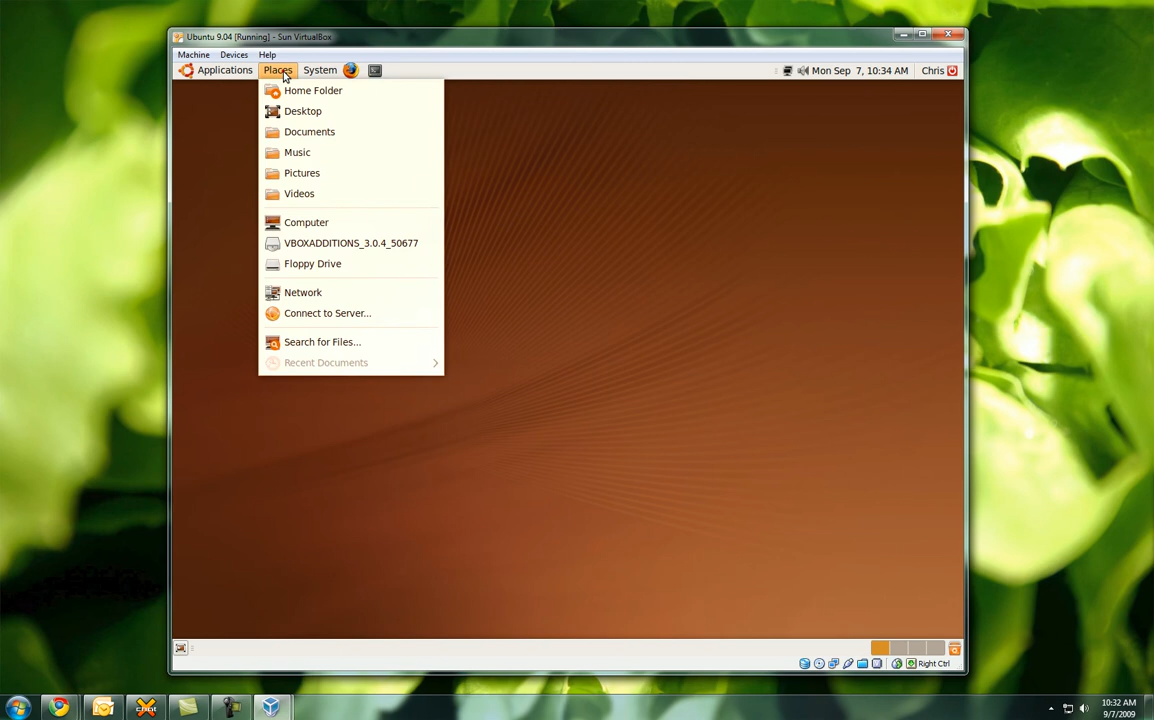 Ubuntu 9.04 [Running] - Sun VirtualBox
Machine Devices Help
Applications Places System Mon Sep 7, 10:34 AM Chris
Home Folder
Desktop
Documents
Music
Pictures
Videos
Computer
VBOXADDITIONS_3.0.4_50677
Floppy Drive
Network
Connect to Server...
Search for Files...
Recent Documents
Right Ctrl
10:32 AM
9/7/2009